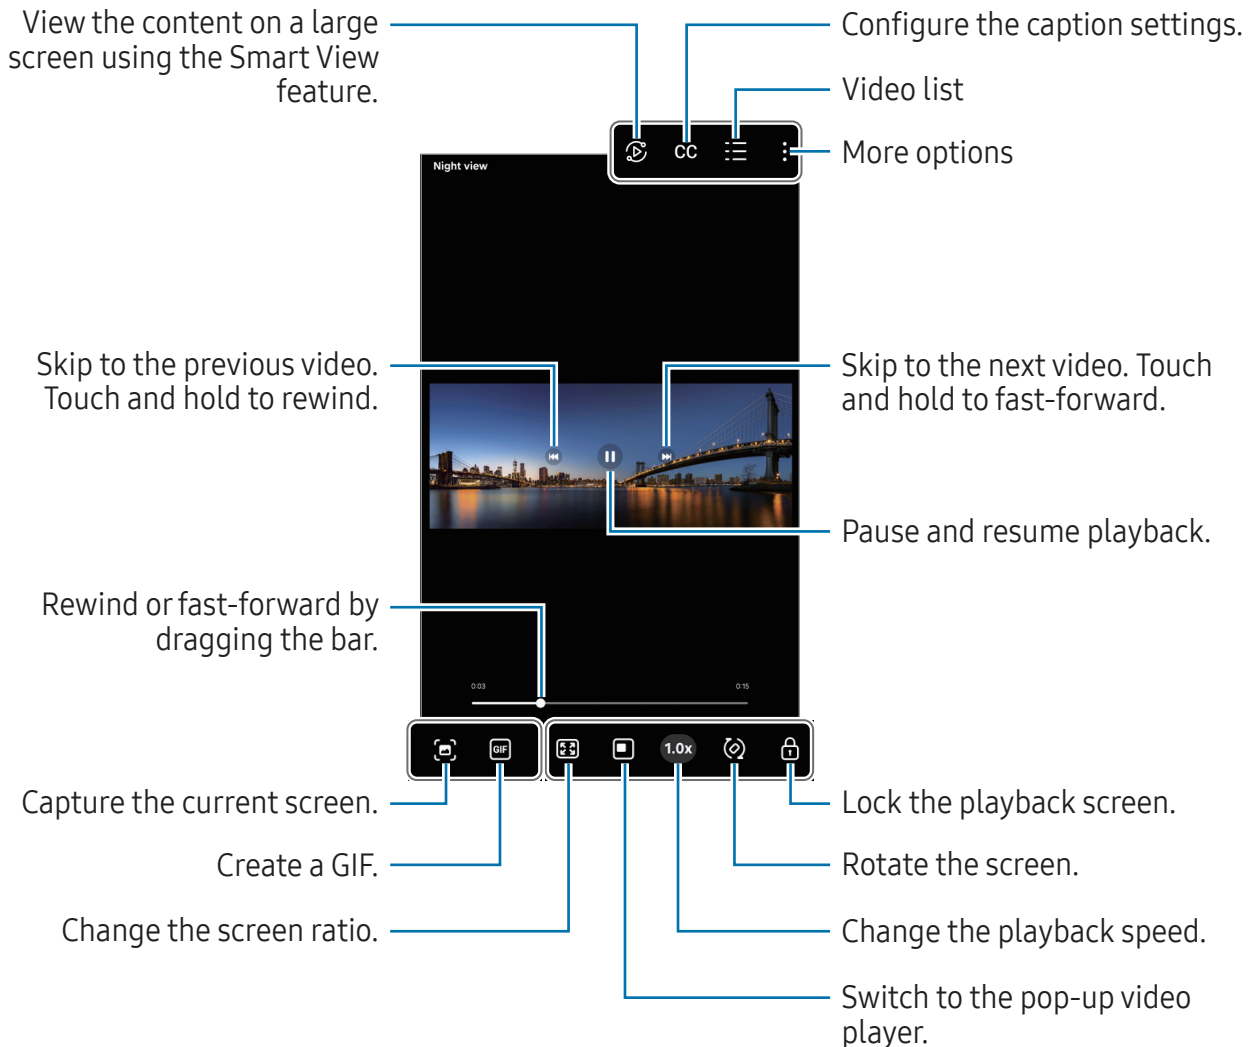 View the content on a large
screen using the Smart View
feature.
Configure the caption settings.
Video list
More options
CC
Night view
Skip to the previous video.
Touch and hold to rewind.
Skip to the next video. Touch
and hold to fast-forward.
Pause and resume playback.
Rewind or fast-forward by
dragging the bar.
0:03
0:15
GIF
1.0x
Capture the current screen.
Lock the playback screen.
Create a GIF.
Rotate the screen.
Change the screen ratio.
Change the playback speed.
Switch to the pop-up video
player.